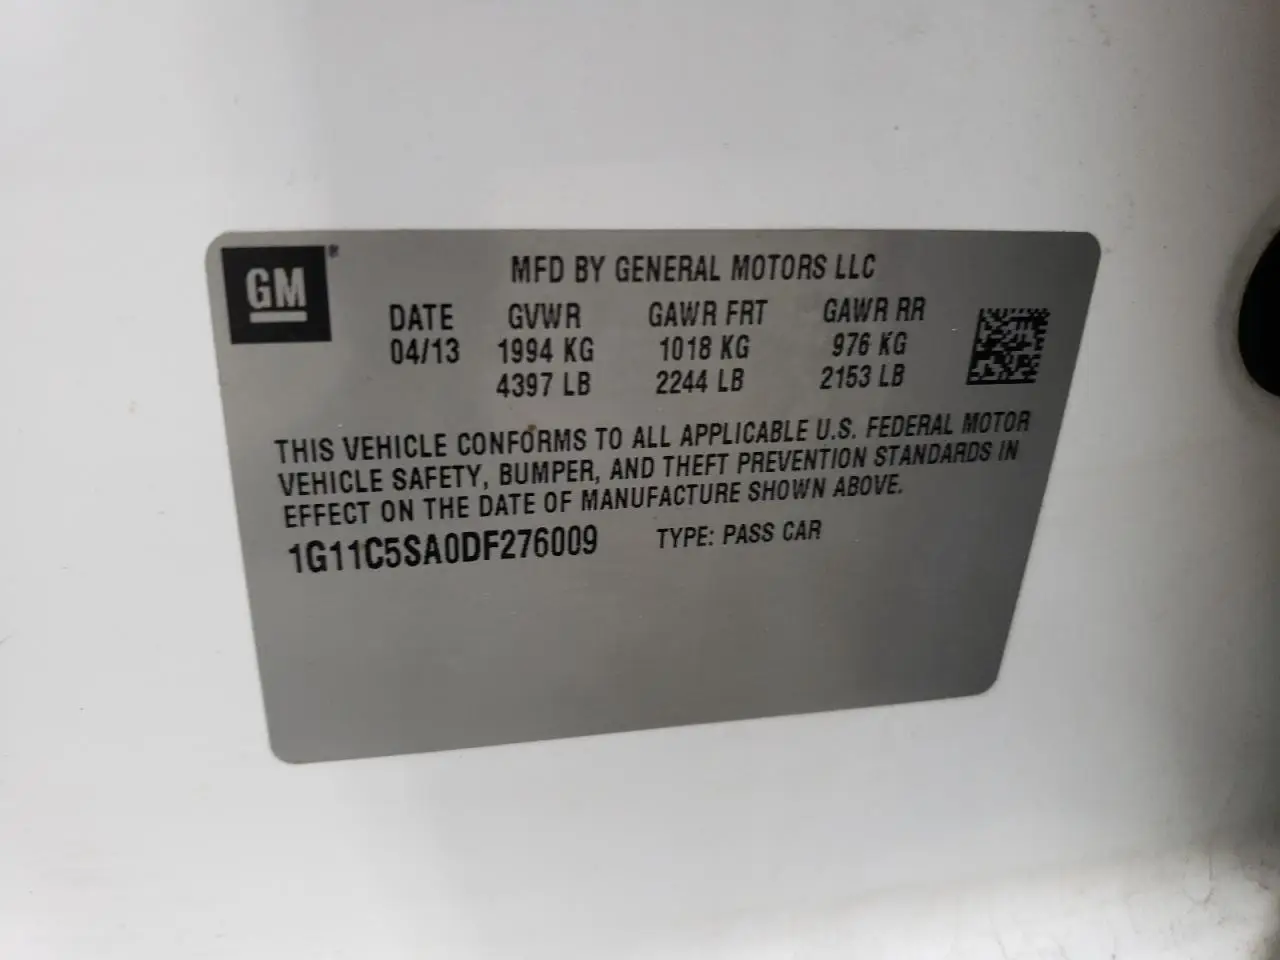 GM
MFD BY GENERAL MOTORS LLC
DATE GVWR GAWR FRT GAWR RR
04/13 1994 KG 1018 KG 976 KG
4397 LB 2244 LB 2153 LB
THIS VEHICLE CONFORMS TO ALL APPLICABLE U.S. FEDERAL MOTOR
VEHICLE SAFETY, BUMPER, AND THEFT PREVENTION STANDARDS IN
EFFECT ON THE DATE OF MANUFACTURE SHOWN ABOVE.
1G11C5SA0DF276009 TYPE: PASS CAR